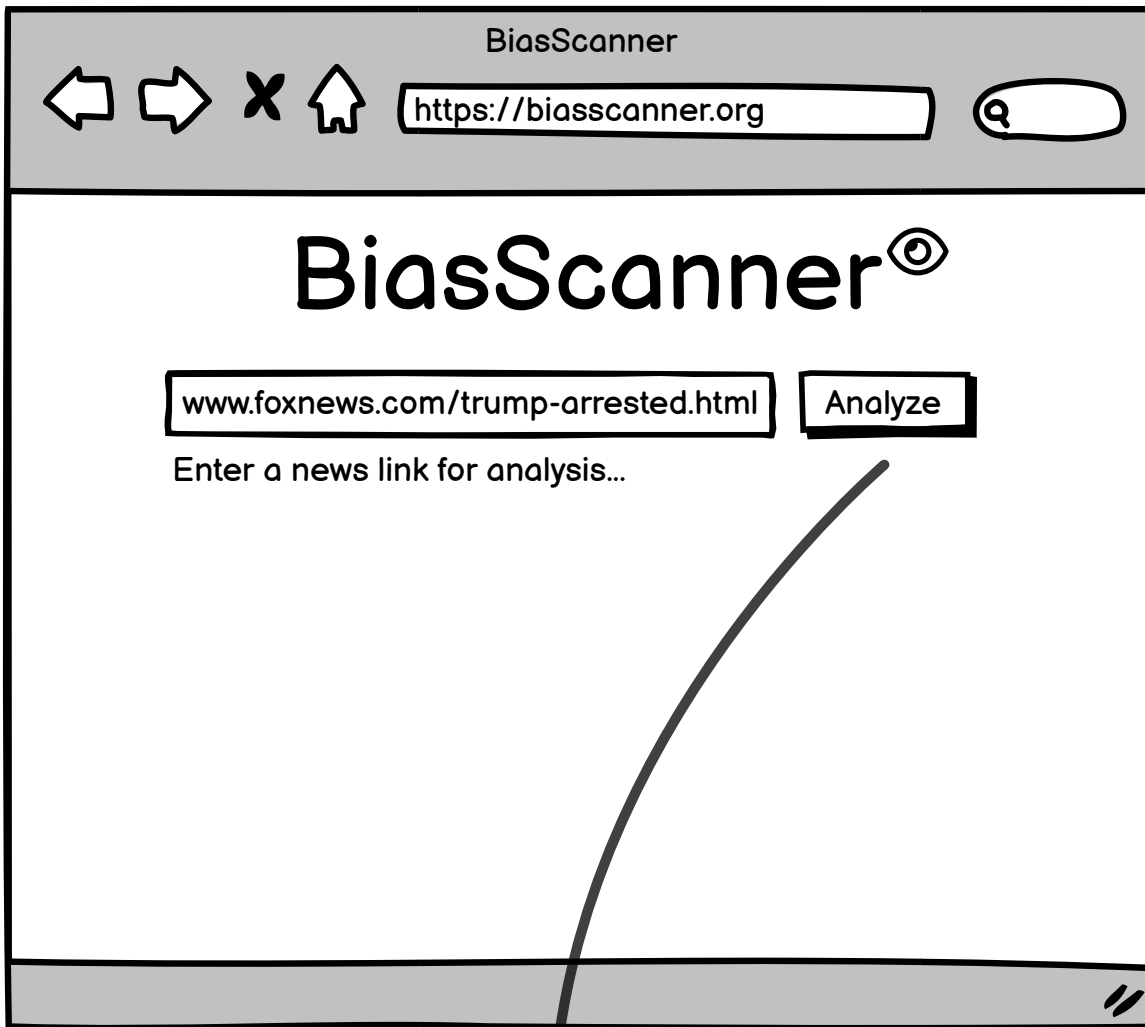 BiasScanner
https://biasscanner.org
BiasScanner
www.foxnews.com/trump-arrested.html
Analyze
Enter a news link for analysis...